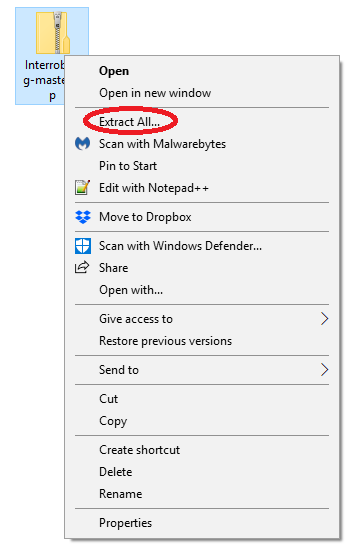 Interrob
g-maste
p
Open
Open in new window
Extract All...
Scan with Malwarebytes
Pin to Start
Edit with Notepad++
Move to Dropbox
Scan with Windows Defender...
Share
Open with...
Give access to
Restore previous versions
Send to
Cut
Copy
Create shortcut
Delete
Rename
Properties